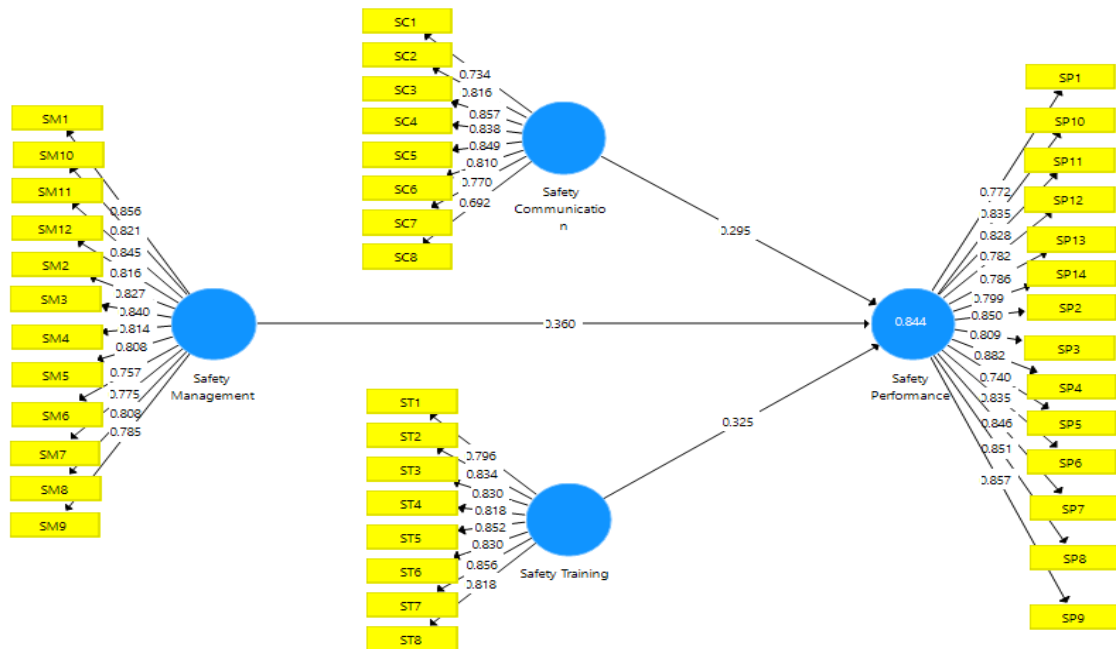 SC1
SC2
SC3
SC4
SC5
SC6
SC7
SC8
0.734
0.816
0.857
0.838
0.849
0.810
0.770
0.692
Safety
Communicatio
n
SM1
SM10
SM11
SM12
SM2
SM3
SM4
SM5
SM6
SM7
SM8
SM9
0.856
0.821
0.845
0.816
0.827
0.840
0.814
0.808
0.757
0.775
0.808
0.785
Safety
Management
0.295
0.360
0.325
ST1
ST2
ST3
ST4
ST5
ST6
ST7
ST8
0.796
0.834
0.830
0.818
0.852
0.830
0.856
0.818
Safety Training
0.844
Safety
Performance
0.772
0.835
0.828
0.782
0.786
0.799
0.850
0.809
0.882
0.740
0.835
0.846
0.851
0.857
SP1
SP10
SP11
SP12
SP13
SP14
SP2
SP3
SP4
SP5
SP6
SP7
SP8
SP9